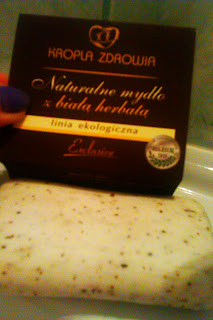 KROPLA ZDROWIA
Naturalne mydło
z białą herbatą
linia ekologiczna
Exclusive